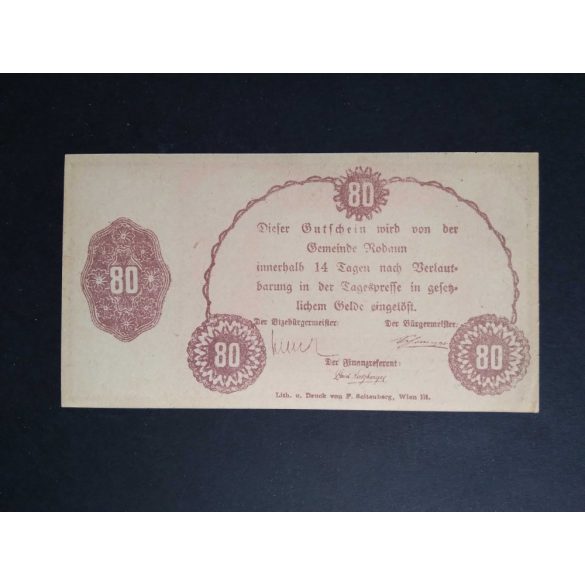 80
Dieser Gutschein wird von der
Gemeinde Rodaun
innerhalb 14 Tagen nach Verlaut-
barung in der Tagespresse in gesetz-
lichem Gelde eingelöst.
80
Der Vizebürgermeister:
Der Bürgermeister:
80
80
Der Finanzreferent:
Lith. u. Druck von F. Seitenberg, Wien III.